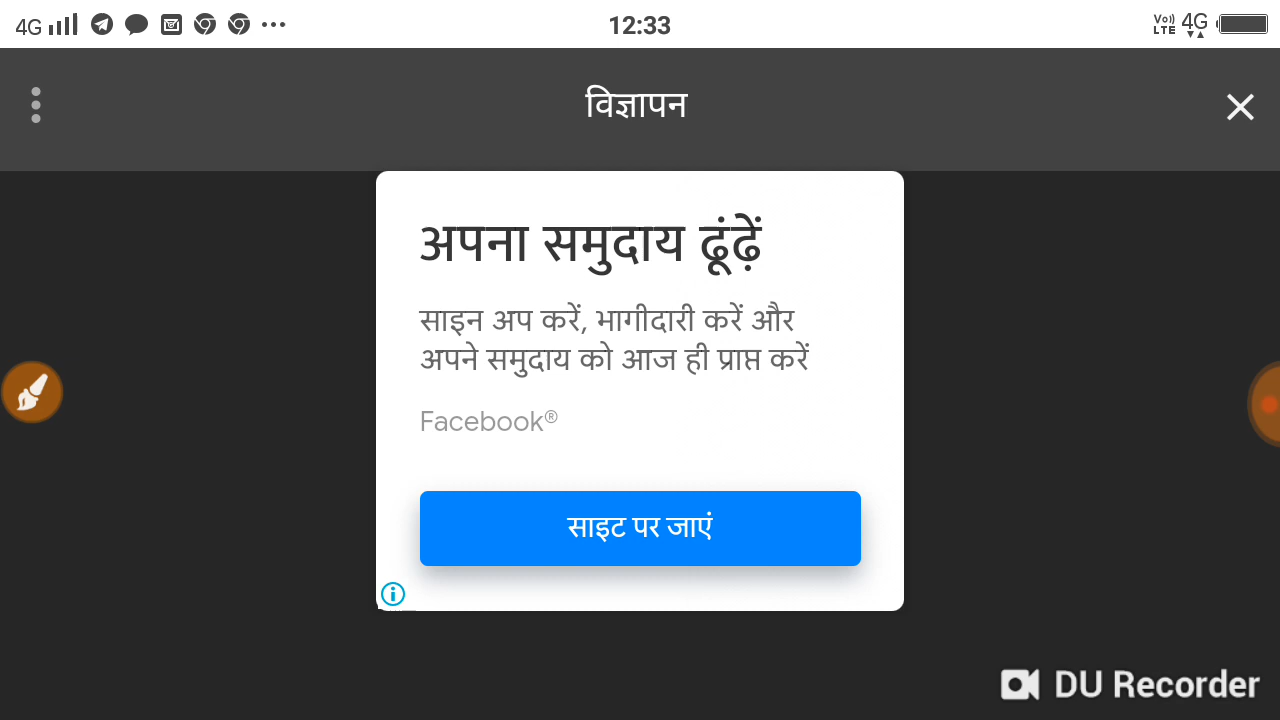 4G 12:33 Vo)) LTE 4G
विज्ञापन
अपना समुदाय ढूंढ़ें
साइन अप करें, भागीदारी करें और
अपने समुदाय को आज ही प्राप्त करें
Facebook®
साइट पर जाएं
DU Recorder